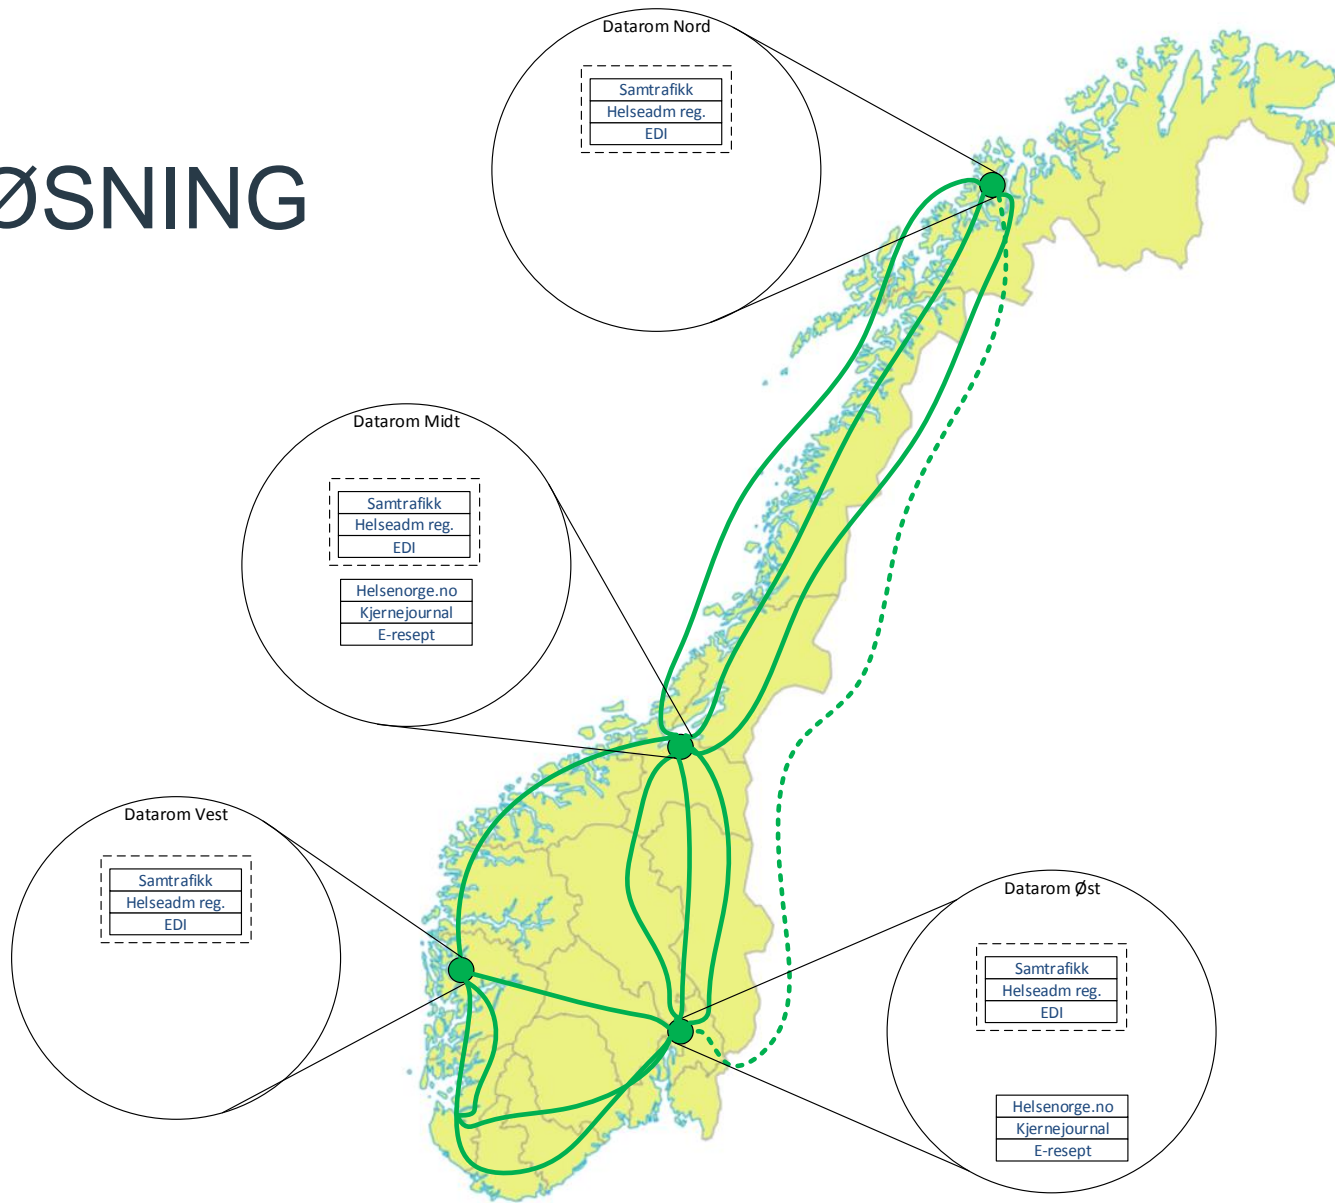 Datarom Nord
Samtrafikk
Helseadm reg.
EDI
ØSNING
Datarom Midt
Samtrafikk
Helseadm reg.
EDI
Helsenorge.no
Kjernejournal
E-resept
Datarom Vest
Samtrafikk
Helseadm reg.
EDI
Datarom Øst
Samtrafikk
Helseadm reg.
EDI
Helsenorge.no
Kjernejournal
E-resept